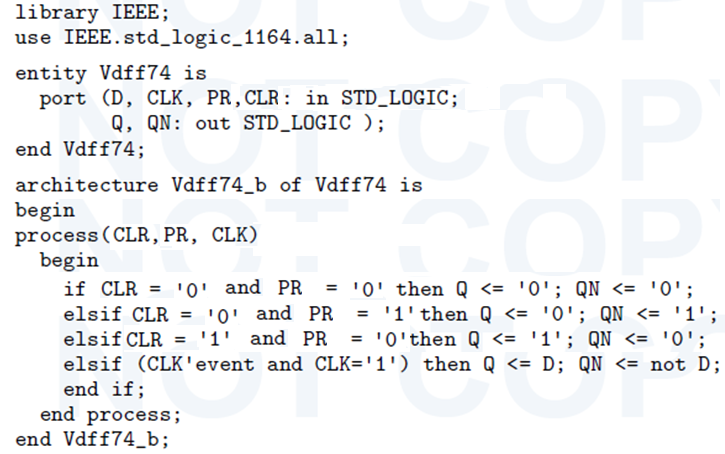 library IEEE;
use IEEE.std_logic_1164.all;
entity Vdff74 is
port (D, CLK, PR,CLR: in STD_LOGIC;
Q, QN: out STD_LOGIC );
end Vdff74;
architecture Vdff74_b of Vdff74 is
begin
process(CLR,PR, CLK)
begin
if CLR = '0' and PR = '0' then Q <= '0'; QN <= '0';
elsif CLR = '0' and PR = '1' then Q <= '0'; QN <= '1';
elsif CLR = '1' and PR = '0'then Q <= '1'; QN <= '0';
elsif (CLK'event and CLK='1') then Q <= D; QN <= not D;
end if;
end process;
end Vdff74_b;